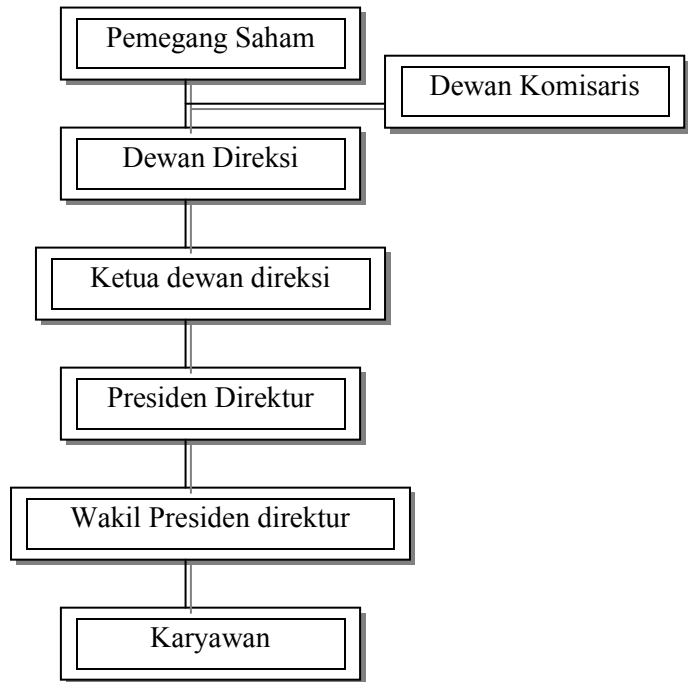 Pemegang Saham
Dewan Komisaris
Dewan Direksi
Ketua dewan direksi
Presiden Direktur
Wakil Presiden direktur
Karyawan